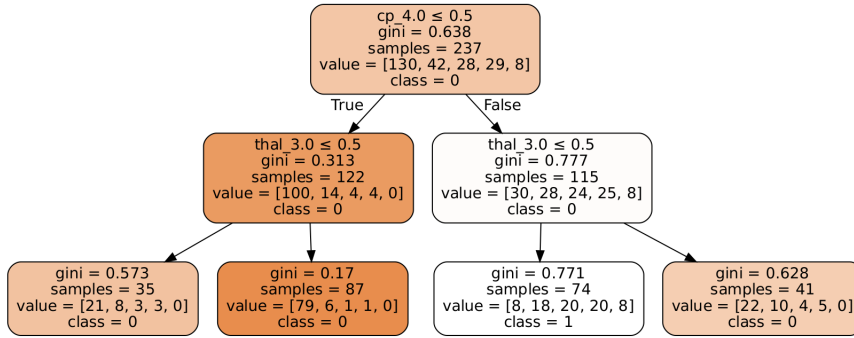 cp_4.0 ≤ 0.5
gini = 0.638
samples = 237
value = [130, 42, 28, 29, 8]
class = 0
True
False
thal_3.0 ≤ 0.5
gini = 0.313
samples = 122
value = [100, 14, 4, 4, 0]
class = 0
thal_3.0 ≤ 0.5
gini = 0.777
samples = 115
value = [30, 28, 24, 25, 8]
class = 0
gini = 0.573
samples = 35
value = [21, 8, 3, 3, 0]
class = 0
gini = 0.17
samples = 87
value = [79, 6, 1, 1, 0]
class = 0
gini = 0.771
samples = 74
value = [8, 18, 20, 20, 8]
class = 1
gini = 0.628
samples = 41
value = [22, 10, 4, 5, 0]
class = 0